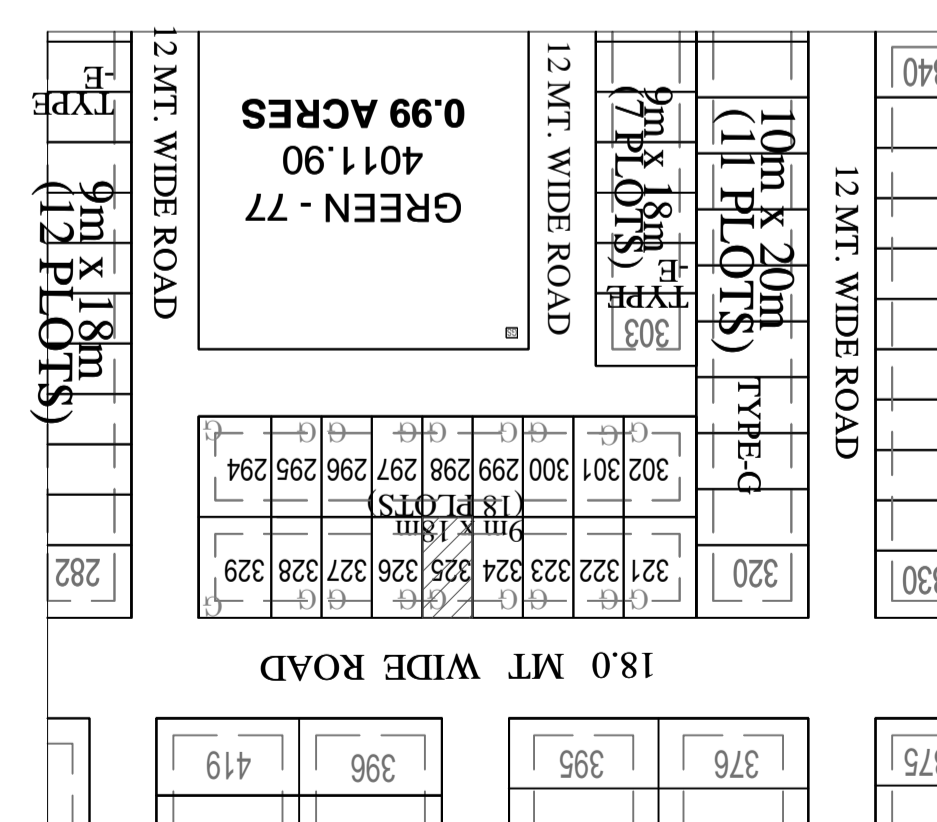 12 MT. WIDE ROAD
12 MT. WIDE ROAD
12 MT. WIDE ROAD
TYPE
-E
9m x 18m
(12 PLOTS)
GREEN - 77
4011.90
0.99 ACRES
9m x 18m
(7 PLOTS)
TYPE
-E
303
10m x 20m
(11 PLOTS)
TYPE-G
G G G G G G G G G
294 295 296 297 298 299 300 301 302
(18 PLOTS)
9m x 18m
329 328 327 326 325 324 323 322 321
G G G G G G G G G
282
320
18.0 MT WIDE ROAD
419
396
395
376